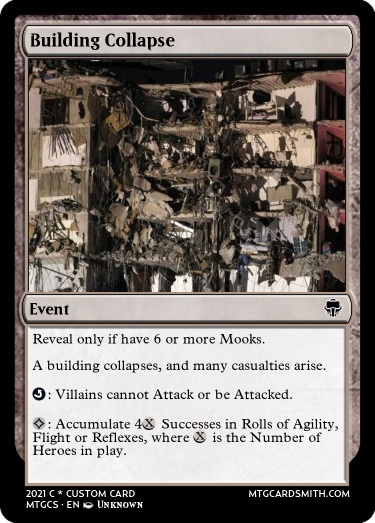 Building Collapse
Event
Reveal only if have 6 or more Mooks.
A building collapses, and many casualties arise.
: Villains cannot Attack or be Attacked.
: Accumulate 4X Successes in Rolls of Agility,
Flight or Reflexes, where X is the Number of
Heroes in play.
2021 C * CUSTOM CARD
MTGCS · EN UNKNOWN
MTGCARDSMITH.COM